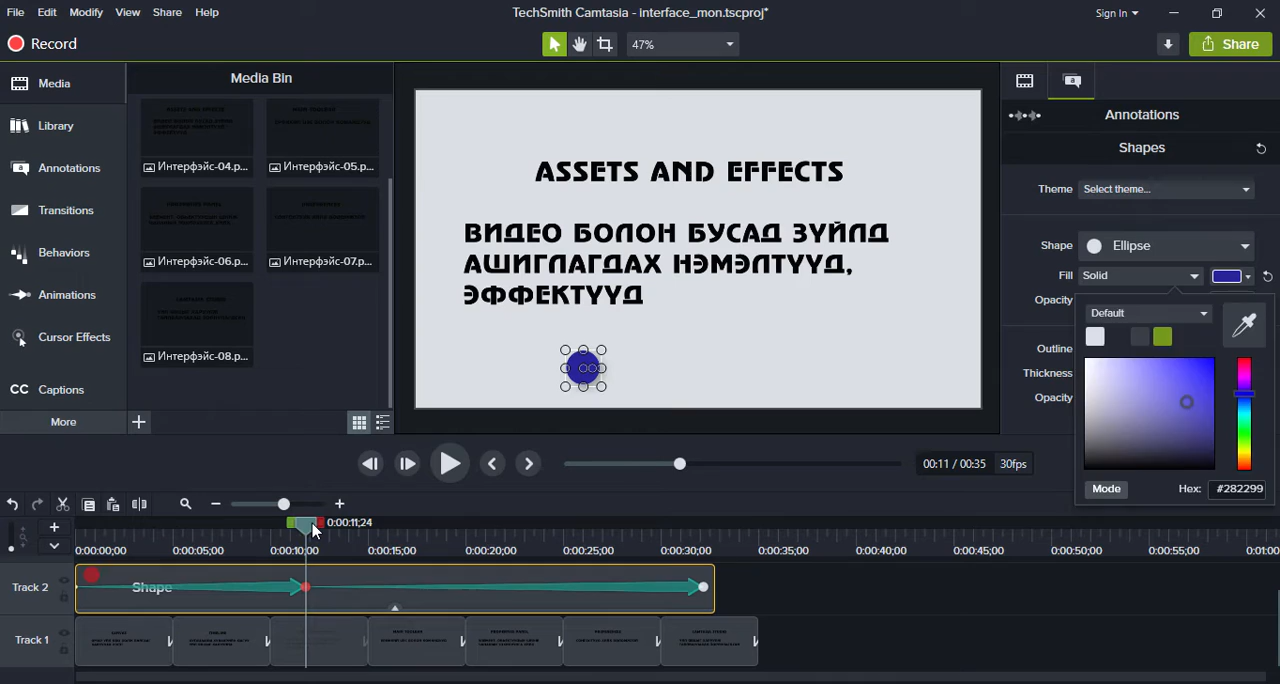 File Edit Modify View Share Help
TechSmith Camtasia - interface_mon.tscproj*
Sign In
Record
47%
Share
Media
Library
Annotations
Transitions
Behaviors
Animations
Cursor Effects
CC Captions
More
Media Bin
Интерфэйс-04.p...
Интерфэйс-05.p...
Интерфэйс-06.p...
Интерфэйс-07.p...
Интерфэйс-08.p...
ASSETS AND EFFECTS
ВИДЕО БОЛОН БУСАД ЗҮЙЛД
АШИГЛАГДАХ НЭМЭЛТҮҮД,
ЭФФЕКТҮҮД
Annotations
Shapes
Theme Select theme...
Shape Ellipse
Fill Solid
Opacity
Default
Outline
Thickness
Opacity
Mode Hex: #282299
00:11 / 00:35 30fps
0:00:11;24
0:00:00;00 0:00:05;00 0:00:10;00 0:00:15;00 0:00:20;00 0:00:25;00 0:00:30;00 0:00:35;00 0:00:40;00 0:00:45;00 0:00:50;00 0:00:55;00 0:01:00
Track 2
Shape
Track 1